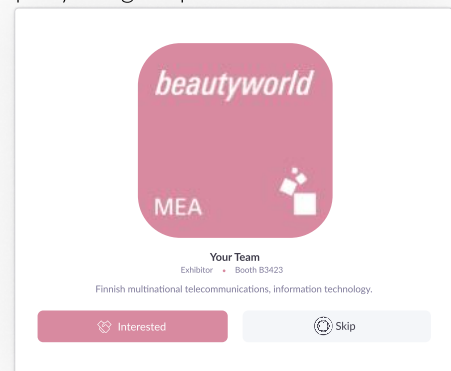 beautyworld
MEA
Your Team
Exhibitor • Booth B3423
Finnish multinational telecommunications, information technology.
Interested
Skip